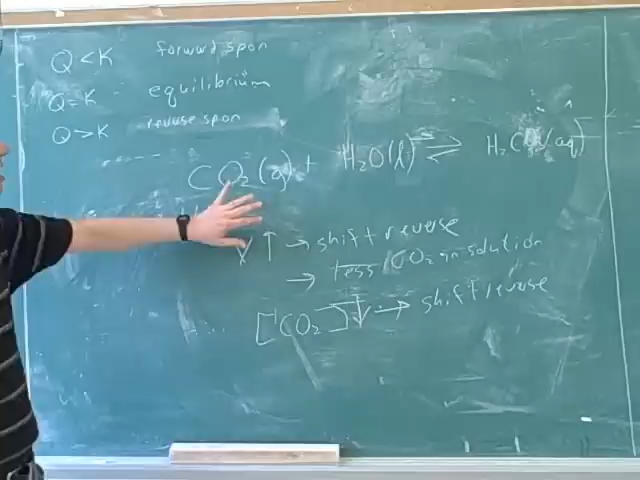 Q < K forward spon
Q = K equilibrium
Q > K reverse spon
CO₂(g) + H₂O(l) ⇌ H₂CO₃(aq)
V ↑ → shift reverse
→ less CO₂ in solution
[CO₂] ↓ → shift reverse